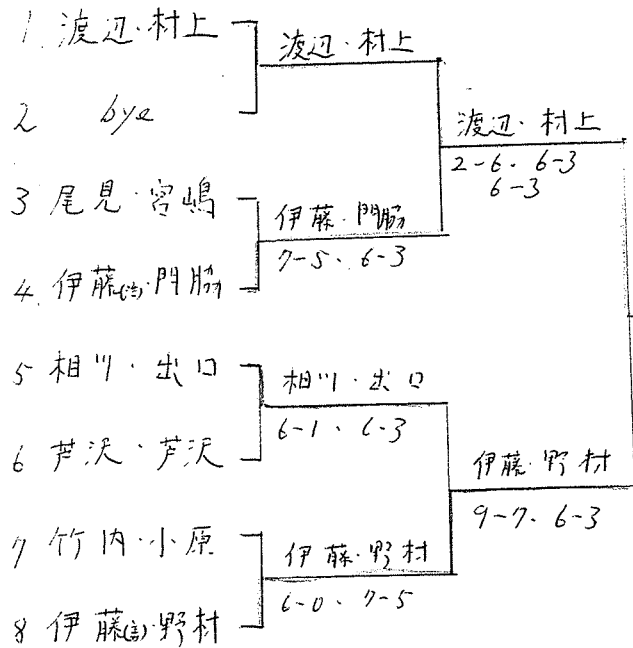 1 渡辺・村上
渡辺・村上
2 bye
渡辺・村上
2-6. 6-3
6-3
3 尾見・宮嶋
伊藤・門脇
7-5. 6-3
4. 伊藤・門脇
5 相川・出口
相川・出口
6-1. 6-3
6 芦沢・芦沢
伊藤・野村
9-7. 6-3
7 竹内・小原
伊藤・野村
6-0. 7-5
8 伊藤・野村